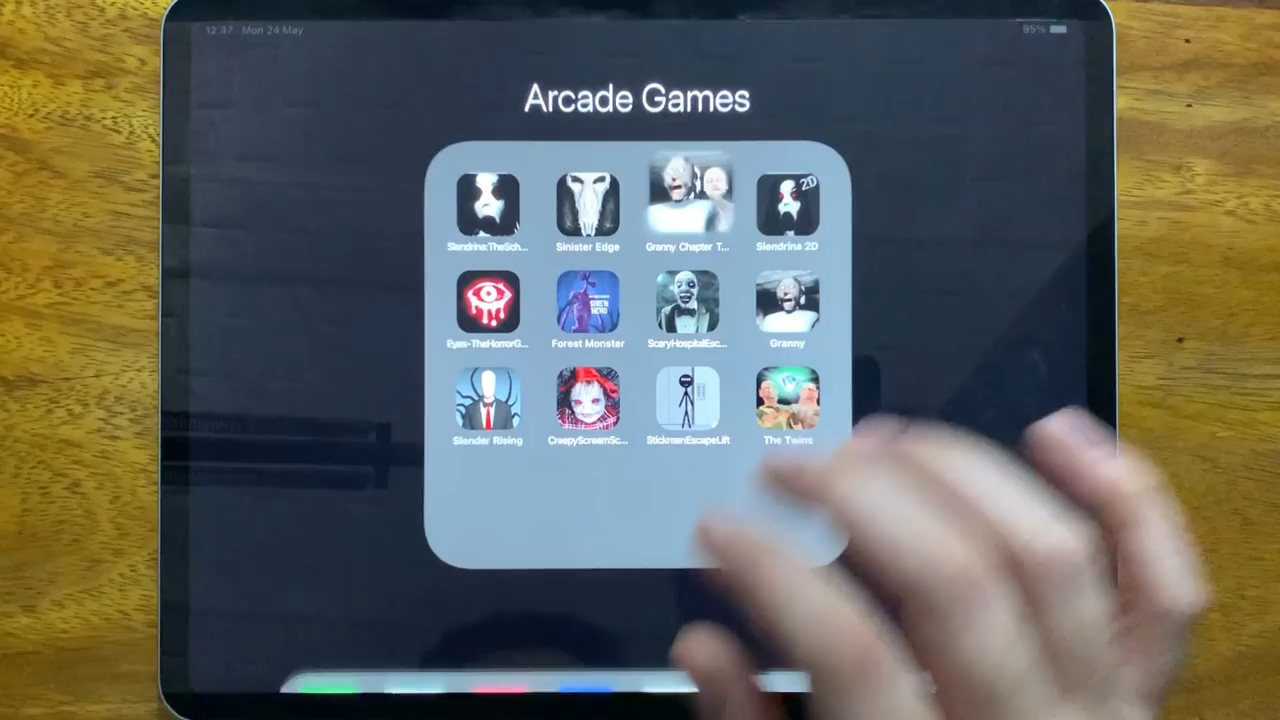 12:47 Mon 24 May
95%
Arcade Games
Slendrina:TheSch...
Sinister Edge
Granny Chapter T...
2D
Slendrina 2D
Eyes-TheHorrorG...
SIREN
HEAD
Forest Monster
ScaryHospitalEsc...
Granny
Slender Rising
CreepyScreamSc...
StickmanEscapeLift
The Twins